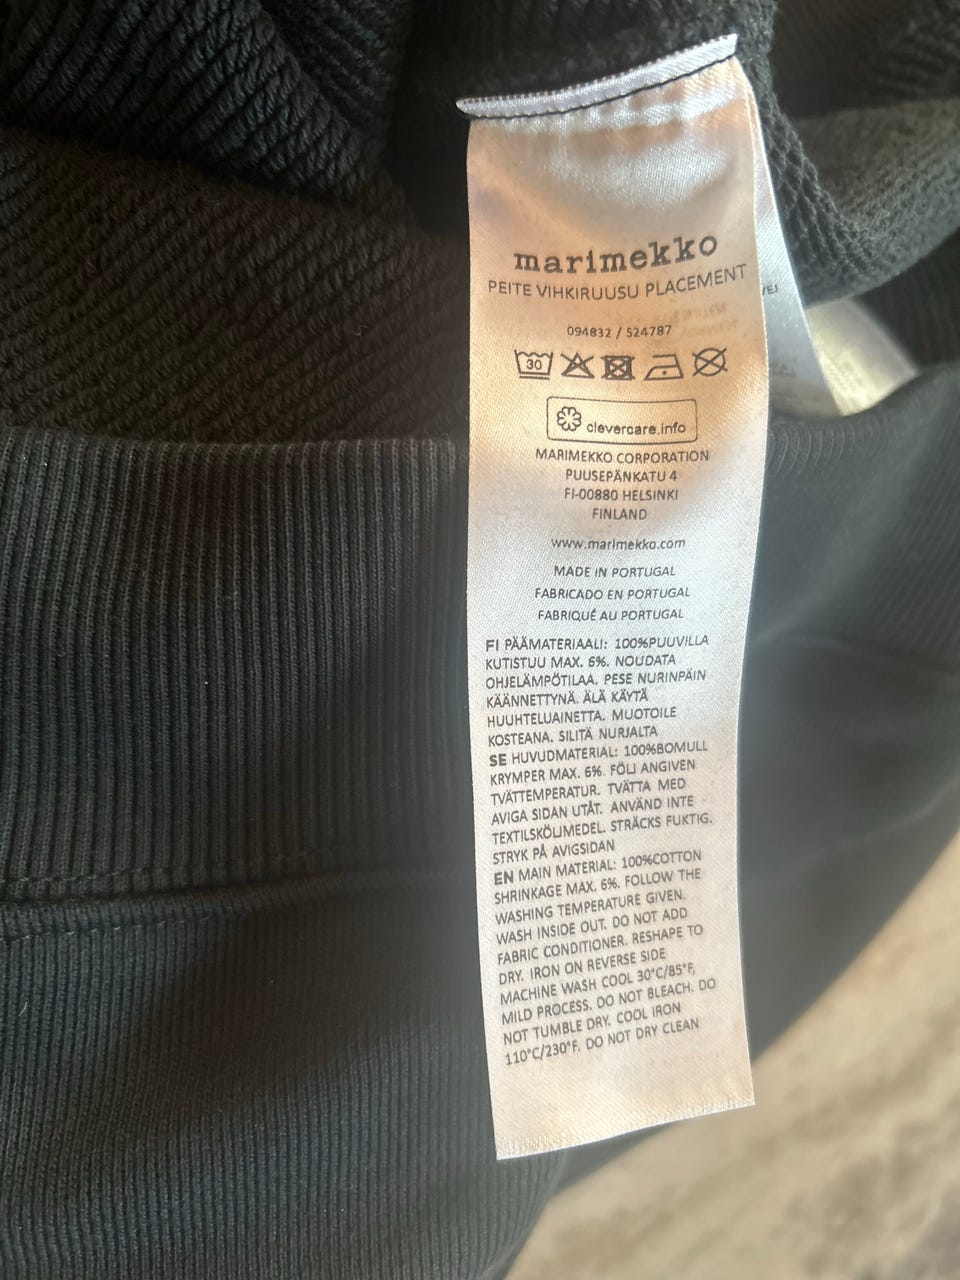 marimekko
PEITE VIHKIRUUSU PLACEMENT
094832 / 524787
30
clevercare.info
MARIMEKKO CORPORATION
PUUSEPÄNKATU 4
FI-00880 HELSINKI
FINLAND
www.marimekko.com
MADE IN PORTUGAL
FABRICADO EN PORTUGAL
FABRIQUÉ AU PORTUGAL
FI PÄÄMATERIAALI: 100%PUUVILLA
KUTISTUU MAX. 6%. NOUDATA
OHJELÄMPÖTILAA. PESE NURINPÄIN
KÄÄNNETTYNÄ. ÄLÄ KÄYTÄ
HUUHTELUAINETTA. MUOTOILE
KOSTEANA. SILITÄ NURJALTA
SE HUVUDMATERIAL: 100%BOMULL
KRYMPER MAX. 6%. FÖLJ ANGIVEN
TVÄTTEMPERATUR. TVÄTTA MED
AVIGA SIDAN UTÅT. ANVÄND INTE
TEXTILSKÖLJMEDEL. STRÄCKS FUKTIG.
STRYK PÅ AVIGSIDAN
EN MAIN MATERIAL: 100%COTTON
SHRINKAGE MAX. 6%. FOLLOW THE
WASHING TEMPERATURE GIVEN.
WASH INSIDE OUT. DO NOT ADD
FABRIC CONDITIONER. RESHAPE TO
DRY. IRON ON REVERSE SIDE
MACHINE WASH COOL 30°C/85°F,
MILD PROCESS. DO NOT BLEACH. DO
NOT TUMBLE DRY. COOL IRON
110°C/230°F. DO NOT DRY CLEAN